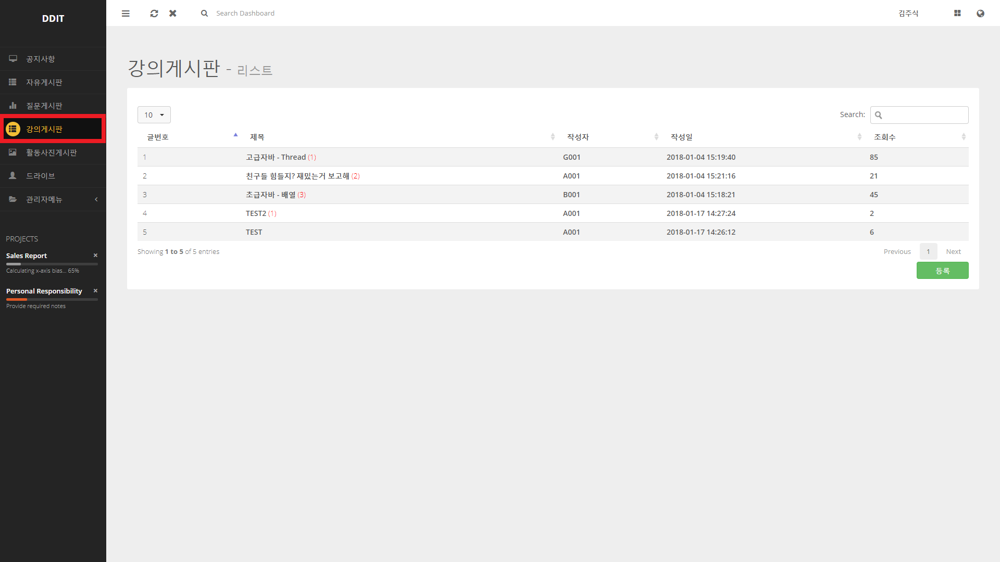 DDIT
Search Dashboard
김주식
공지사항
자유게시판
질문게시판
강의게시판
활동사진게시판
드라이브
관리자메뉴
PROJECTS
Sales Report
Calculating x-axis bias... 65%
Personal Responsibility
Provide required notes
강의게시판 - 리스트
10
Search:
글번호 제목 작성자 작성일 조회수
1 고급자바 - Thread (1) G001 2018-01-04 15:19:40 85
2 친구들 힘들지? 재밌는거 보고해 (2) A001 2018-01-04 15:21:16 21
3 초급자바 - 배열 (3) B001 2018-01-04 15:18:21 45
4 TEST2 (1) A001 2018-01-17 14:27:24 2
5 TEST A001 2018-01-17 14:26:12 6
Showing 1 to 5 of 5 entries
Previous 1 Next
등록